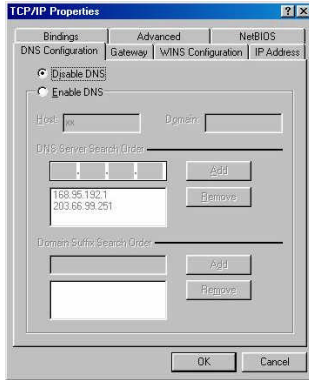 TCP/IP Properties
Bindings Advanced NetBIOS
DNS Configuration Gateway WINS Configuration IP Address
Disable DNS
Enable DNS
Host: xx Domain:
DNS Server Search Order
Add
168.95.192.1
203.66.99.251
Remove
Domain Suffix Search Order
Add
Remove
OK Cancel